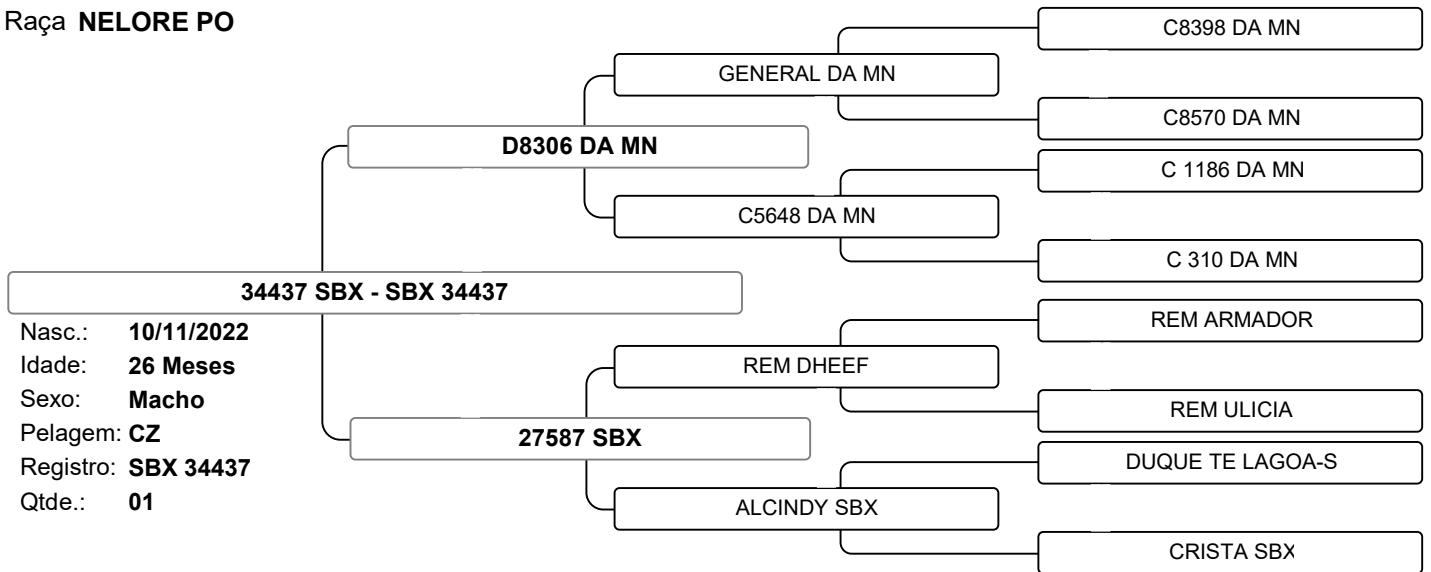 Raça NELORE PO
C8398 DA MN
GENERAL DA MN
C8570 DA MN
D8306 DA MN
C 1186 DA MN
C5648 DA MN
C 310 DA MN
34437 SBX - SBX 34437
Nasc.: 10/11/2022
Idade: 26 Meses
Sexo: Macho
Pelagem: CZ
Registro: SBX 34437
Qtde.: 01
REM ARMADOR
REM DHEEF
REM ULICIA
27587 SBX
DUQUE TE LAGOA-S
ALCINDY SBX
CRISTA SBX